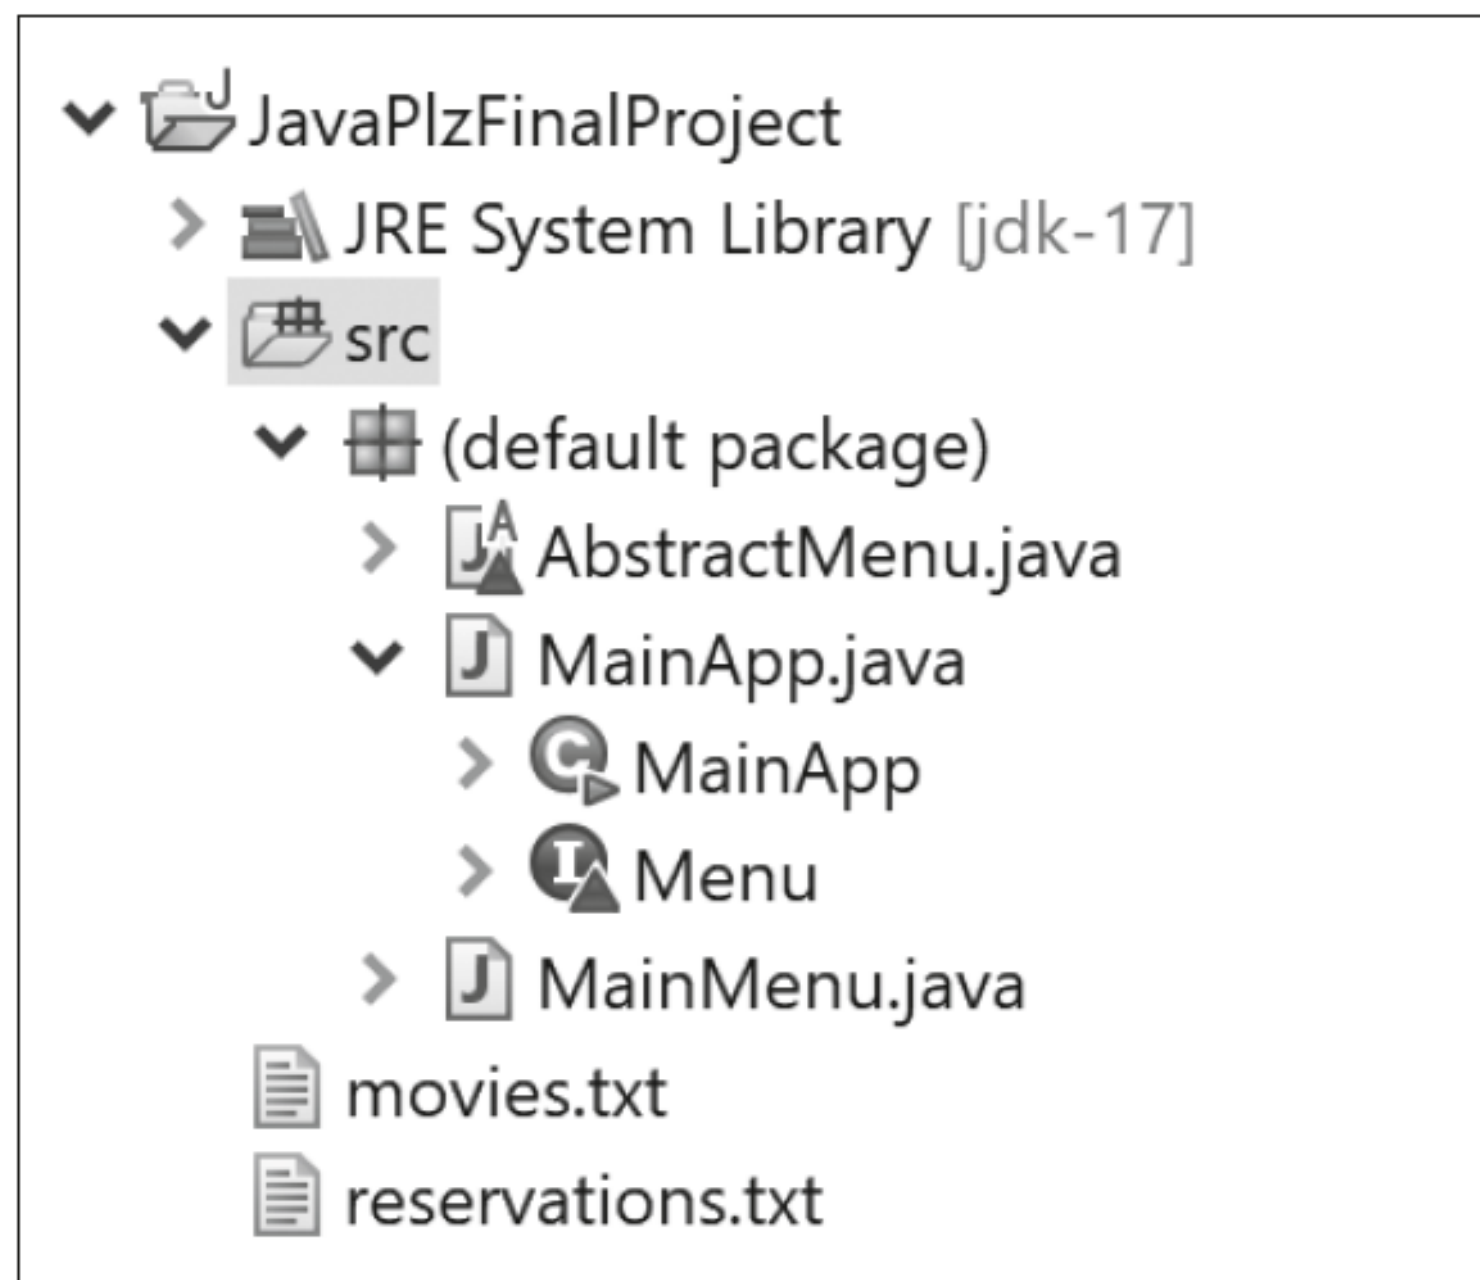 JavaPlzFinalProject
JRE System Library [jdk-17]
src
(default package)
AbstractMenu.java
MainApp.java
MainApp
Menu
MainMenu.java
movies.txt
reservations.txt